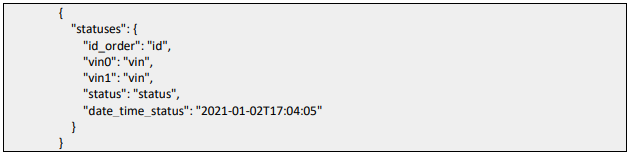 {
"statuses": {
"id_order": "id",
"vin0": "vin",
"vin1": "vin",
"status": "status",
"date_time_status": "2021-01-02T17:04:05"
}
}